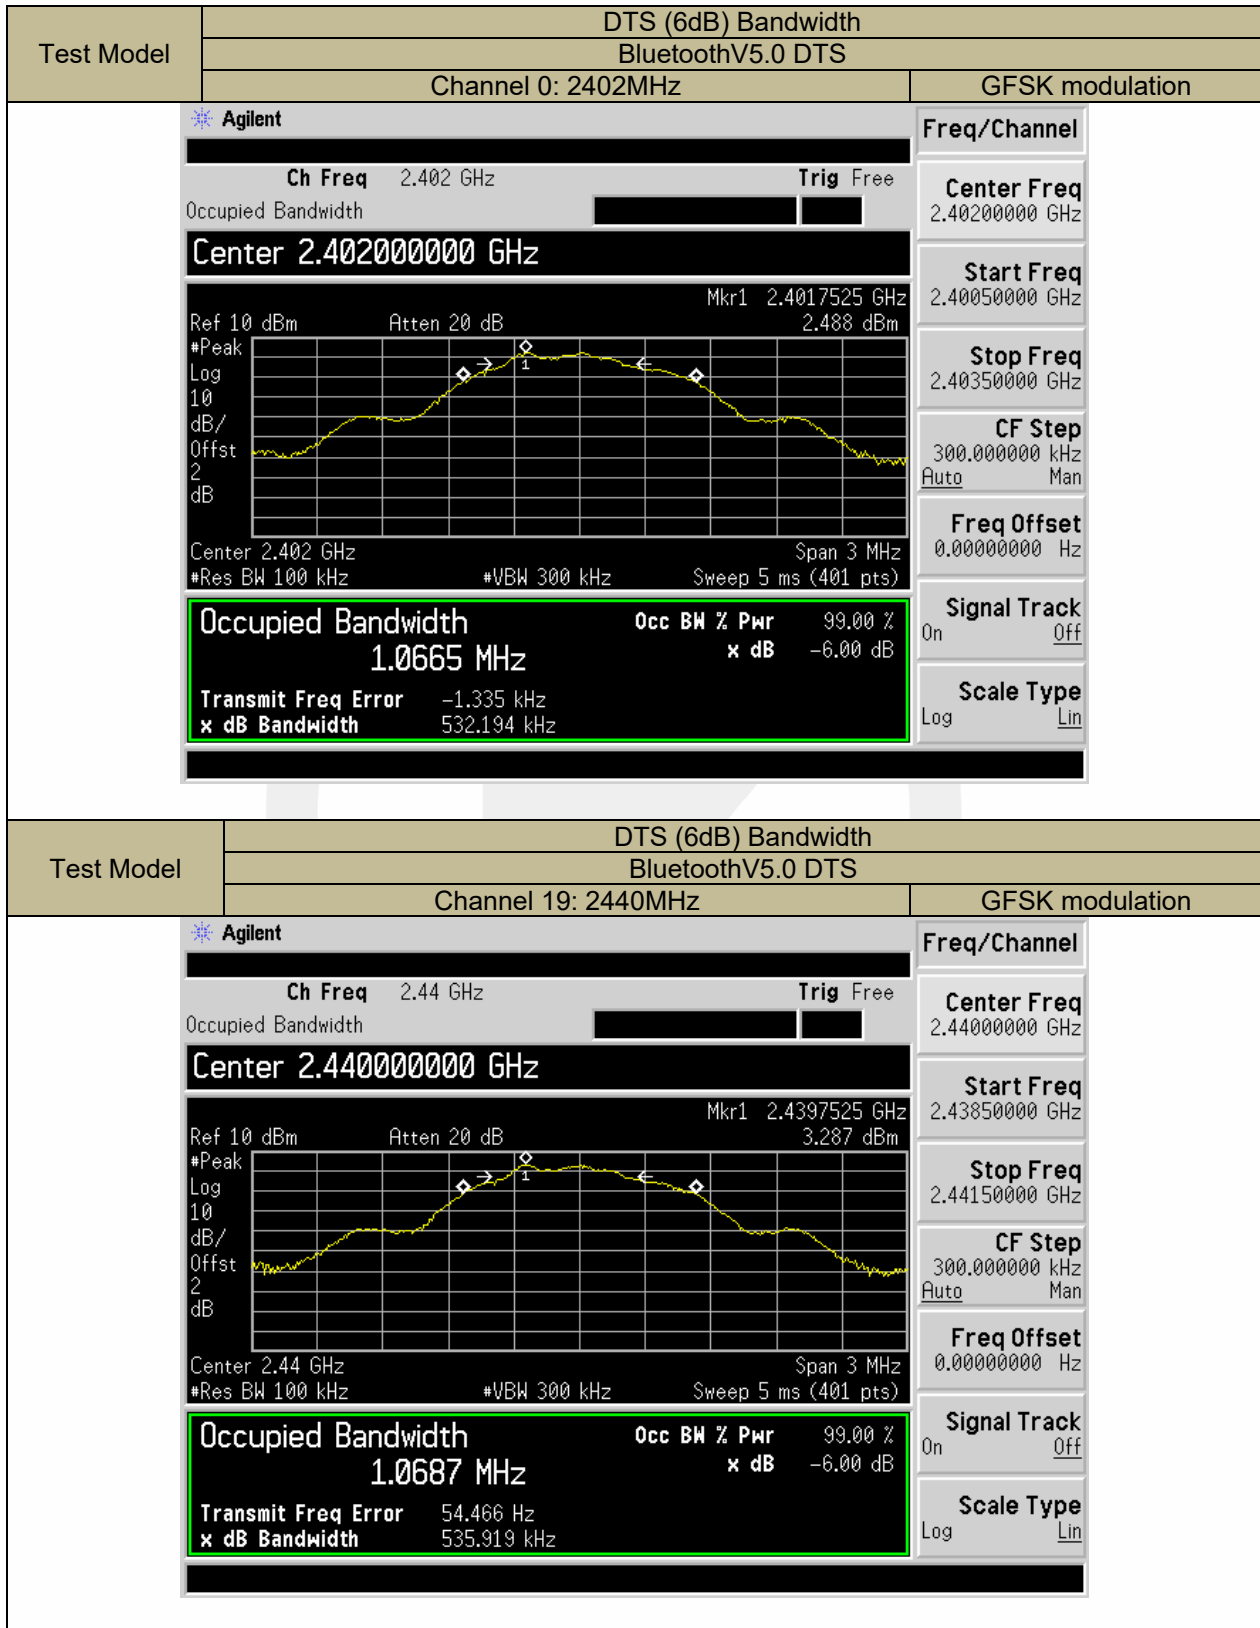 Test Model
DTS (6dB) Bandwidth
BluetoothV5.0 DTS
Channel 0: 2402MHz GFSK modulation
Agilent
Freq/Channel
Ch Freq 2.402 GHz Trig Free
Occupied Bandwidth
Center 2.402000000 GHz
Mkr1 2.4017525 GHz
Ref 10 dBm Atten 20 dB 2.488 dBm
#Peak
Log
10
dB/
Offst
2
dB
1
Center 2.402 GHz Span 3 MHz
#Res BW 100 kHz #VBW 300 kHz Sweep 5 ms (401 pts)
Occupied Bandwidth Occ BW % Pwr 99.00 %
1.0665 MHz x dB -6.00 dB
Transmit Freq Error -1.335 kHz
x dB Bandwidth 532.194 kHz
Center Freq
2.40200000 GHz
Start Freq
2.40050000 GHz
Stop Freq
2.40350000 GHz
CF Step
300.000000 kHz
Auto Man
Freq Offset
0.00000000 Hz
Signal Track
On Off
Scale Type
Log Lin
Test Model
DTS (6dB) Bandwidth
BluetoothV5.0 DTS
Channel 19: 2440MHz GFSK modulation
Agilent
Freq/Channel
Ch Freq 2.44 GHz Trig Free
Occupied Bandwidth
Center 2.440000000 GHz
Mkr1 2.4397525 GHz
Ref 10 dBm Atten 20 dB 3.287 dBm
#Peak
Log
10
dB/
Offst
2
dB
1
Center 2.44 GHz Span 3 MHz
#Res BW 100 kHz #VBW 300 kHz Sweep 5 ms (401 pts)
Occupied Bandwidth Occ BW % Pwr 99.00 %
1.0687 MHz x dB -6.00 dB
Transmit Freq Error 54.466 Hz
x dB Bandwidth 535.919 kHz
Center Freq
2.44000000 GHz
Start Freq
2.43850000 GHz
Stop Freq
2.44150000 GHz
CF Step
300.000000 kHz
Auto Man
Freq Offset
0.00000000 Hz
Signal Track
On Off
Scale Type
Log Lin